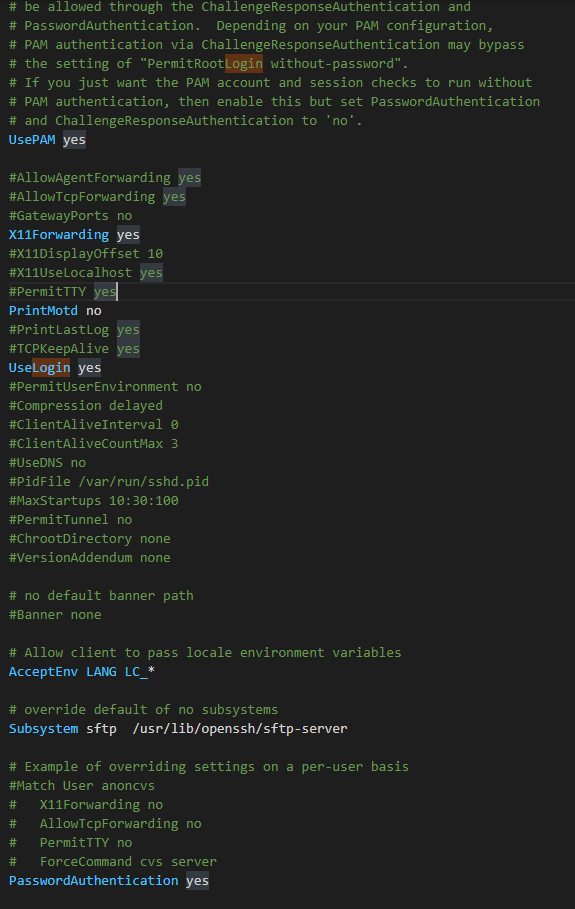 # be allowed through the ChallengeResponseAuthentication and
# PasswordAuthentication.  Depending on your PAM configuration,
# PAM authentication via ChallengeResponseAuthentication may bypass
# the setting of "PermitRootLogin without-password".
# If you just want the PAM account and session checks to run without
# PAM authentication, then enable this but set PasswordAuthentication
# and ChallengeResponseAuthentication to 'no'.
UsePAM yes

#AllowAgentForwarding yes
#AllowTcpForwarding yes
#GatewayPorts no
X11Forwarding yes
#X11DisplayOffset 10
#X11UseLocalhost yes
#PermitTTY yes
PrintMotd no
#PrintLastLog yes
#TCPKeepAlive yes
UseLogin yes
#PermitUserEnvironment no
#Compression delayed
#ClientAliveInterval 0
#ClientAliveCountMax 3
#UseDNS no
#PidFile /var/run/sshd.pid
#MaxStartups 10:30:100
#PermitTunnel no
#ChrootDirectory none
#VersionAddendum none

# no default banner path
#Banner none

# Allow client to pass locale environment variables
AcceptEnv LANG LC_*

# override default of no subsystems
Subsystem sftp  /usr/lib/openssh/sftp-server

# Example of overriding settings on a per-user basis
#Match User anoncvs
#   X11Forwarding no
#   AllowTcpForwarding no
#   PermitTTY no
#   ForceCommand cvs server
PasswordAuthentication yes